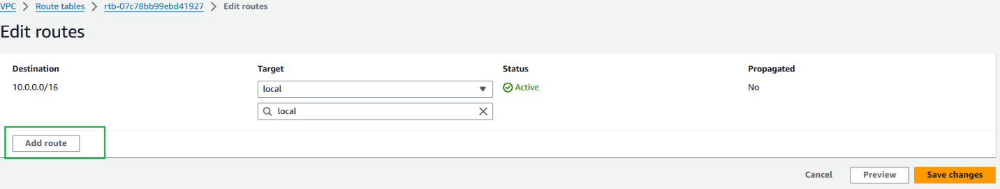 VPC > Route tables > rtb-07c78bb99ebd41927 > Edit routes
Edit routes
Destination Target Status Propagated
10.0.0.0/16 local Active No
local
Add route
Cancel Preview Save changes